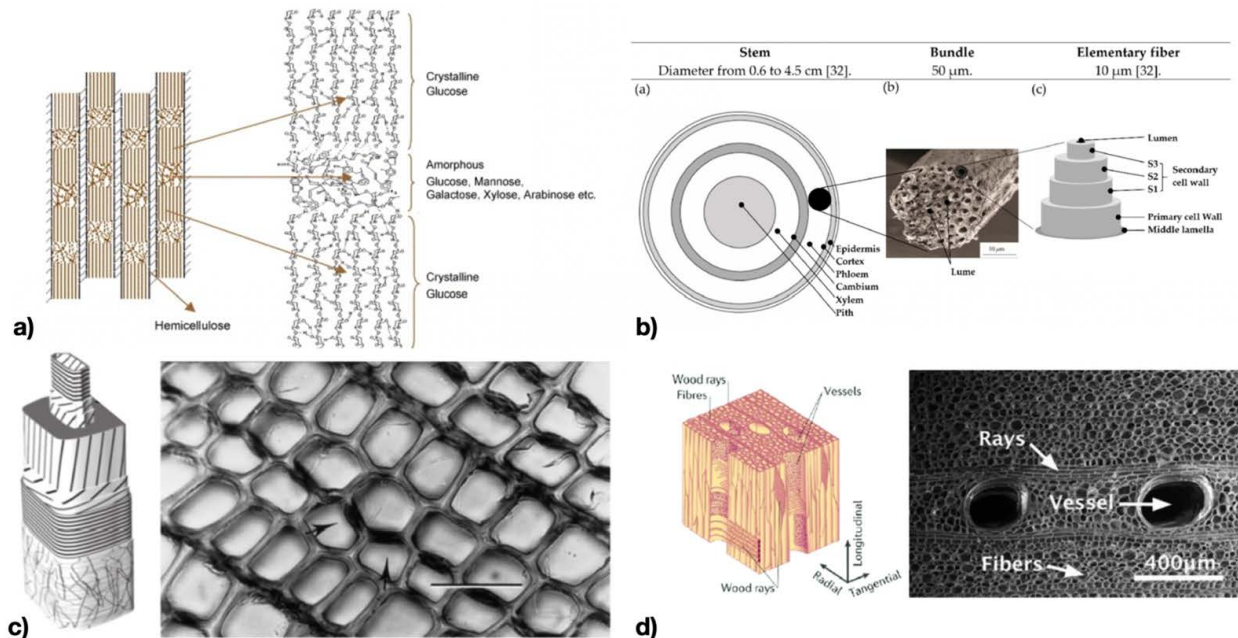 Crystalline
Glucose
Amorphous
Glucose, Mannose,
Galactose, Xylose, Arabinose etc.
Crystalline
Glucose
Hemicellulose
a)
Stem
Bundle
Elementary fiber
Diameter from 0.6 to 4.5 cm [32].
50 μm.
10 μm [32].
(a)
(b)
(c)
Lumen
S3
S2
S1
Secondary
cell wall
Primary cell Wall
Middle lamella
Epidermis
Cortex
Phloem
Cambium
Xylem
Pith
Lume
b)
c)
Wood rays
Fibres
Vessels
Wood rays
Longitudinal
Radial
Tangential
Rays
Vessel
Fibers
400μm
d)